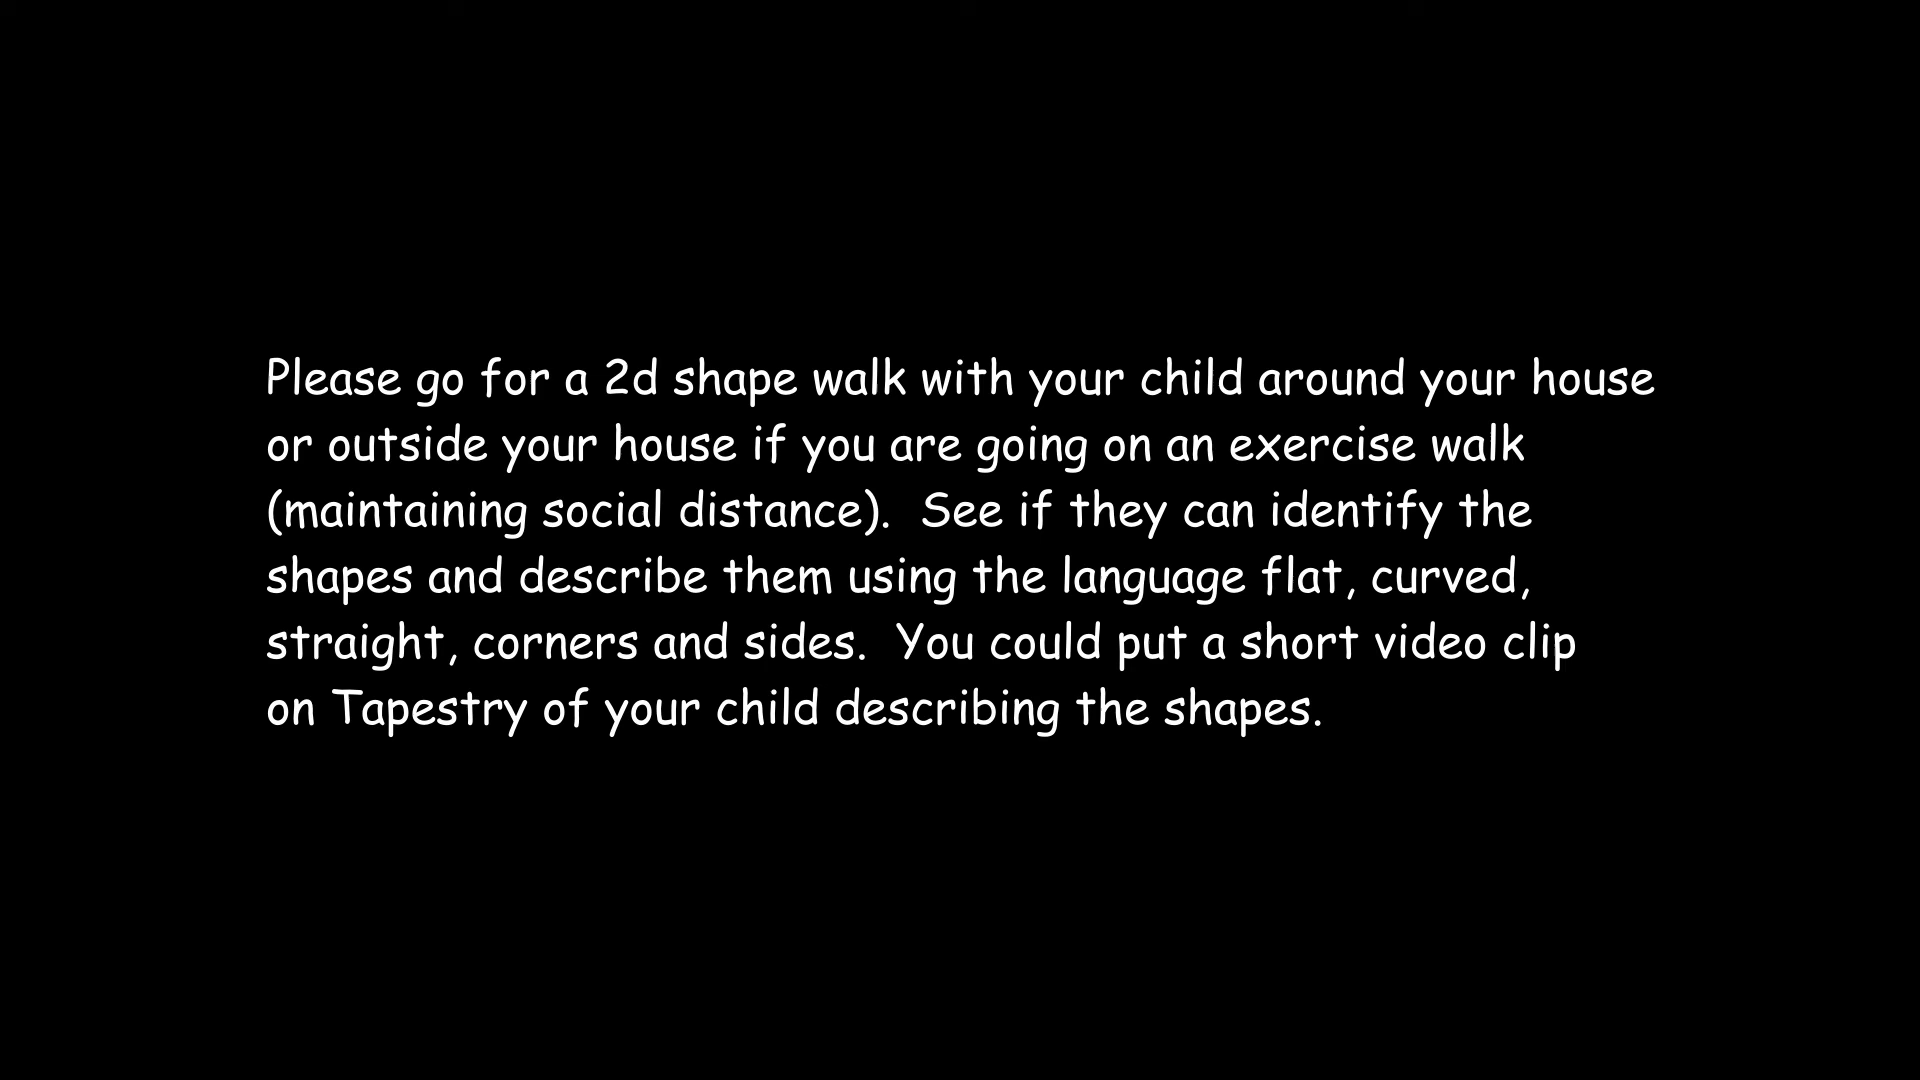 Please go for a 2d shape walk with your child around your house
or outside your house if you are going on an exercise walk
(maintaining social distance).  See if they can identify the
shapes and describe them using the language flat, curved,
straight, corners and sides.  You could put a short video clip
on Tapestry of your child describing the shapes.